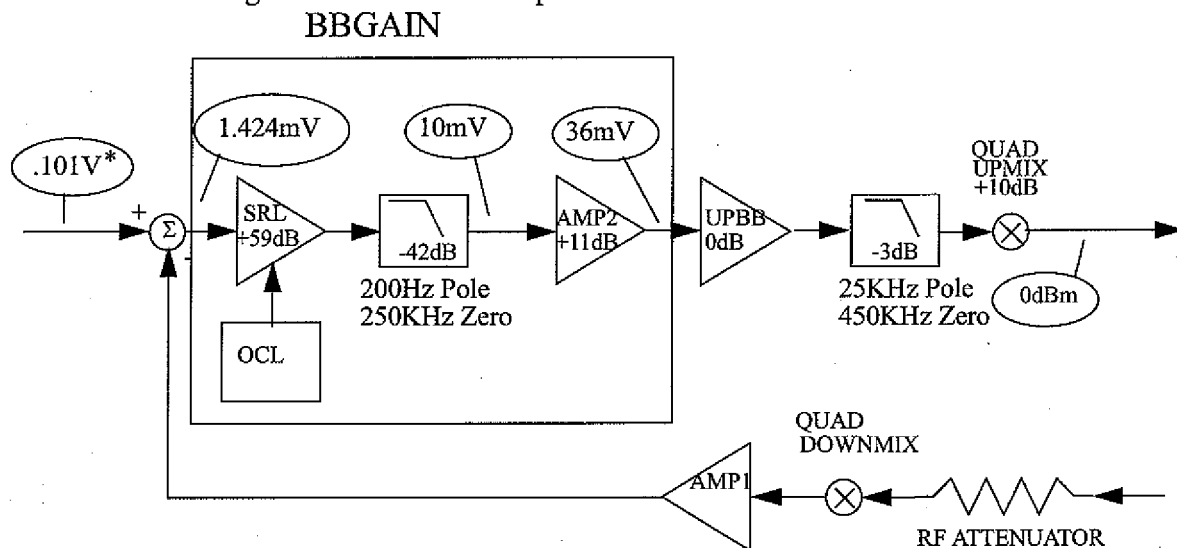 BBGAIN
1.424mV
10mV
36mV
.101V*
QUAD
UPMIX
+10dB
+
Σ
-
SRL
+59dB
-42dB
AMP2
+11dB
UPBB
0dB
-3dB
200Hz Pole
250KHz Zero
25KHz Pole
450KHz Zero
0dBm
OCL
QUAD
DOWNMIX
AMP1
RF ATTENUATOR